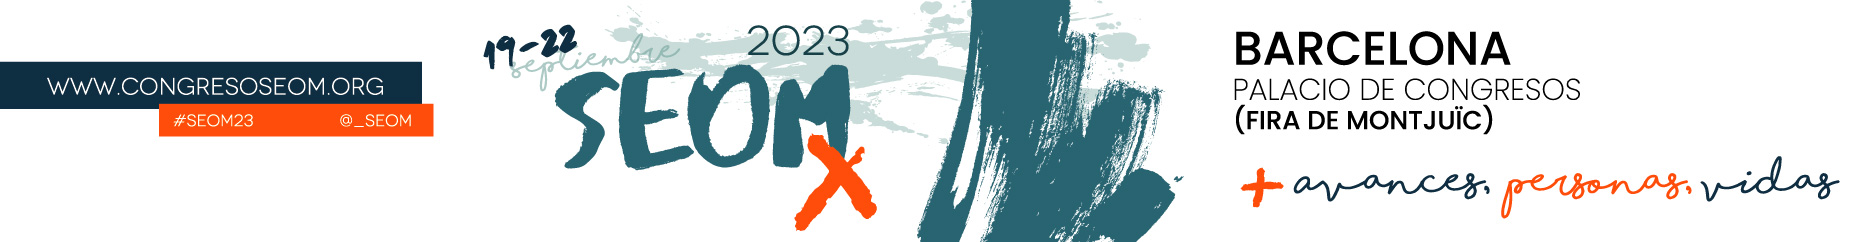 WWW.CONGRESOSEOM.ORG
#SEOM23 @_SEOM
19-22
septiembre
2023
SEOM
X
BARCELONA
PALACIO DE CONGRESOS
(FIRA DE MONTJUÏC)
+ avances, personas, vidas